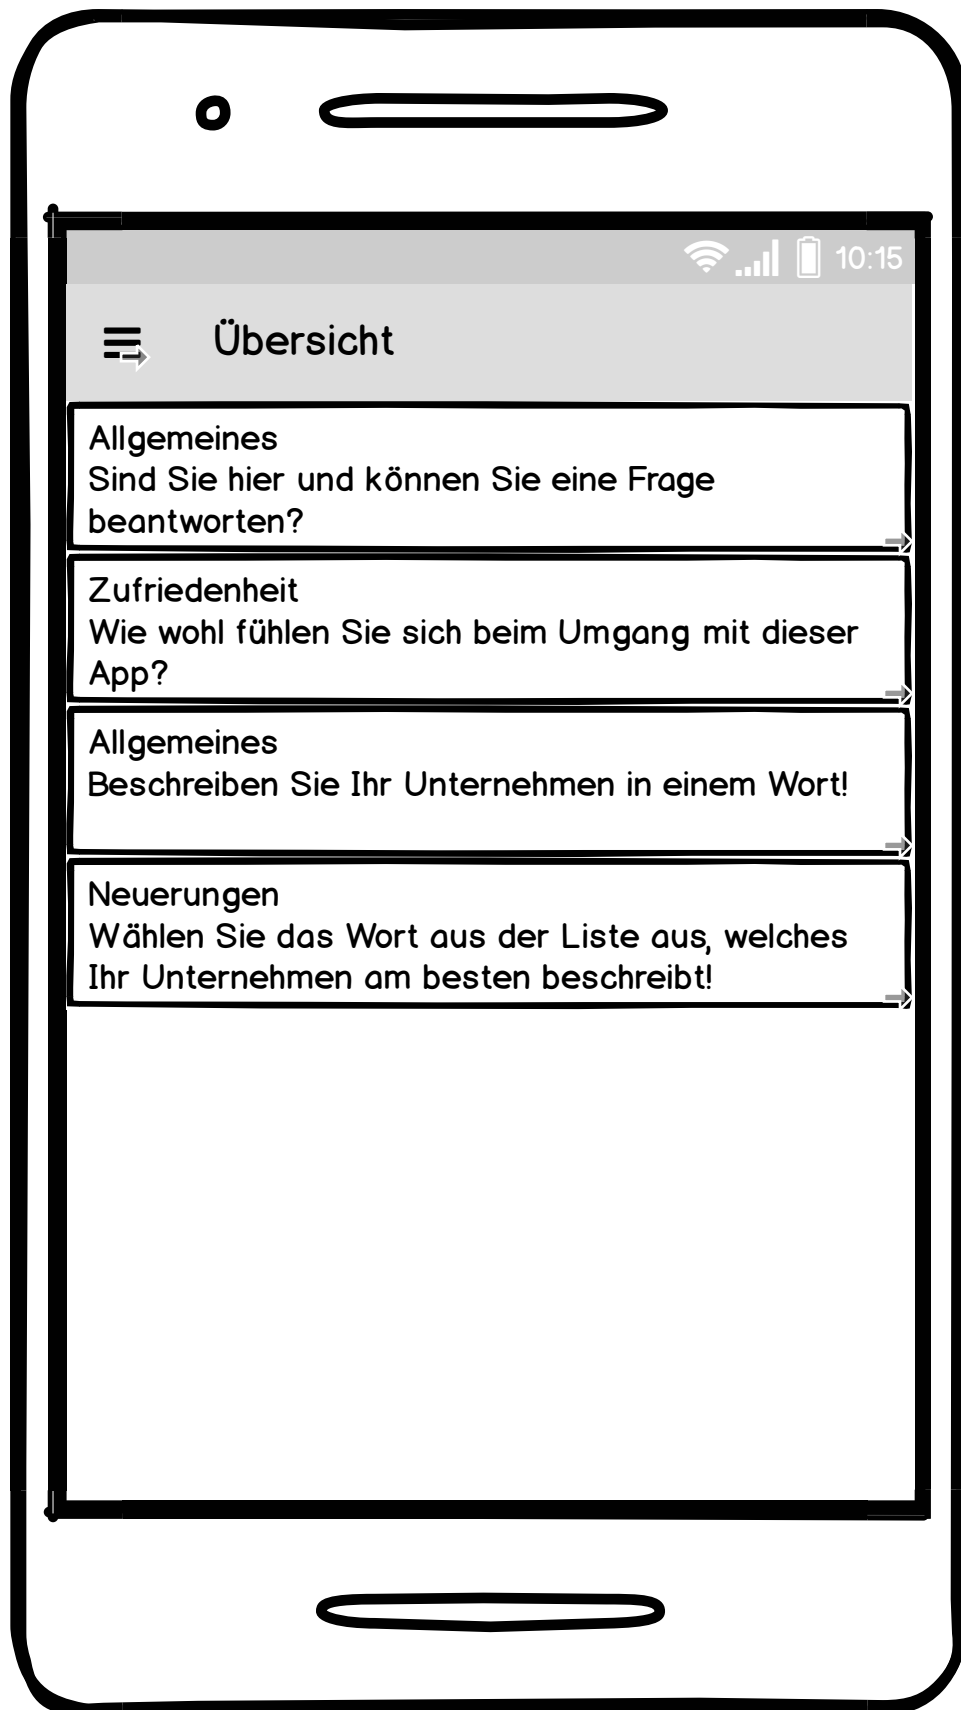 10:15
Übersicht
Allgemeines
Sind Sie hier und können Sie eine Frage
beantworten?
Zufriedenheit
Wie wohl fühlen Sie sich beim Umgang mit dieser
App?
Allgemeines
Beschreiben Sie Ihr Unternehmen in einem Wort!
Neuerungen
Wählen Sie das Wort aus der Liste aus, welches
Ihr Unternehmen am besten beschreibt!